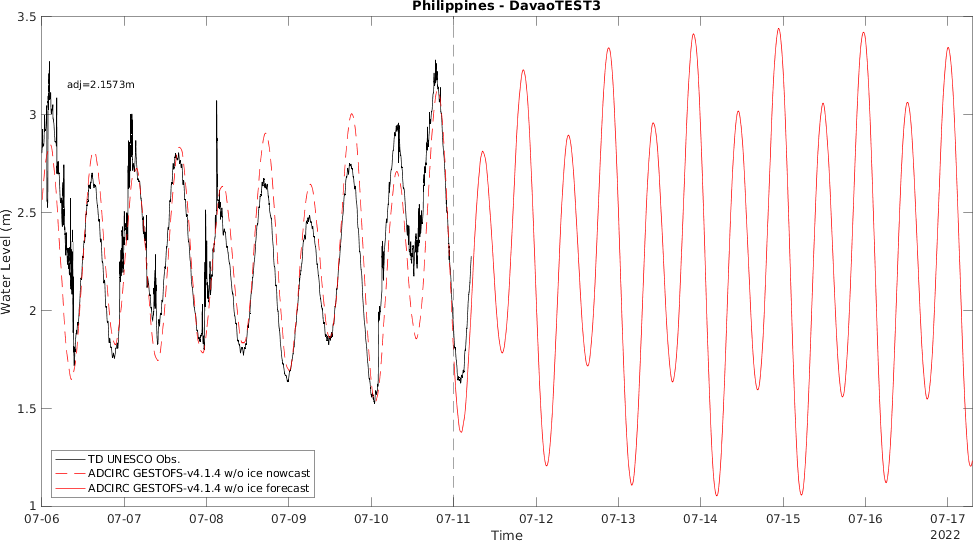 Philippines - DavaoTEST3
adj=2.1573m
3.5
3
2.5
2
1.5
1
Water Level (m)
TD UNESCO Obs.
ADCIRC GESTOFS-v4.1.4 w/o ice nowcast
ADCIRC GESTOFS-v4.1.4 w/o ice forecast
07-06 07-07 07-08 07-09 07-10 07-11 07-12 07-13 07-14 07-15 07-16 07-17
2022
Time